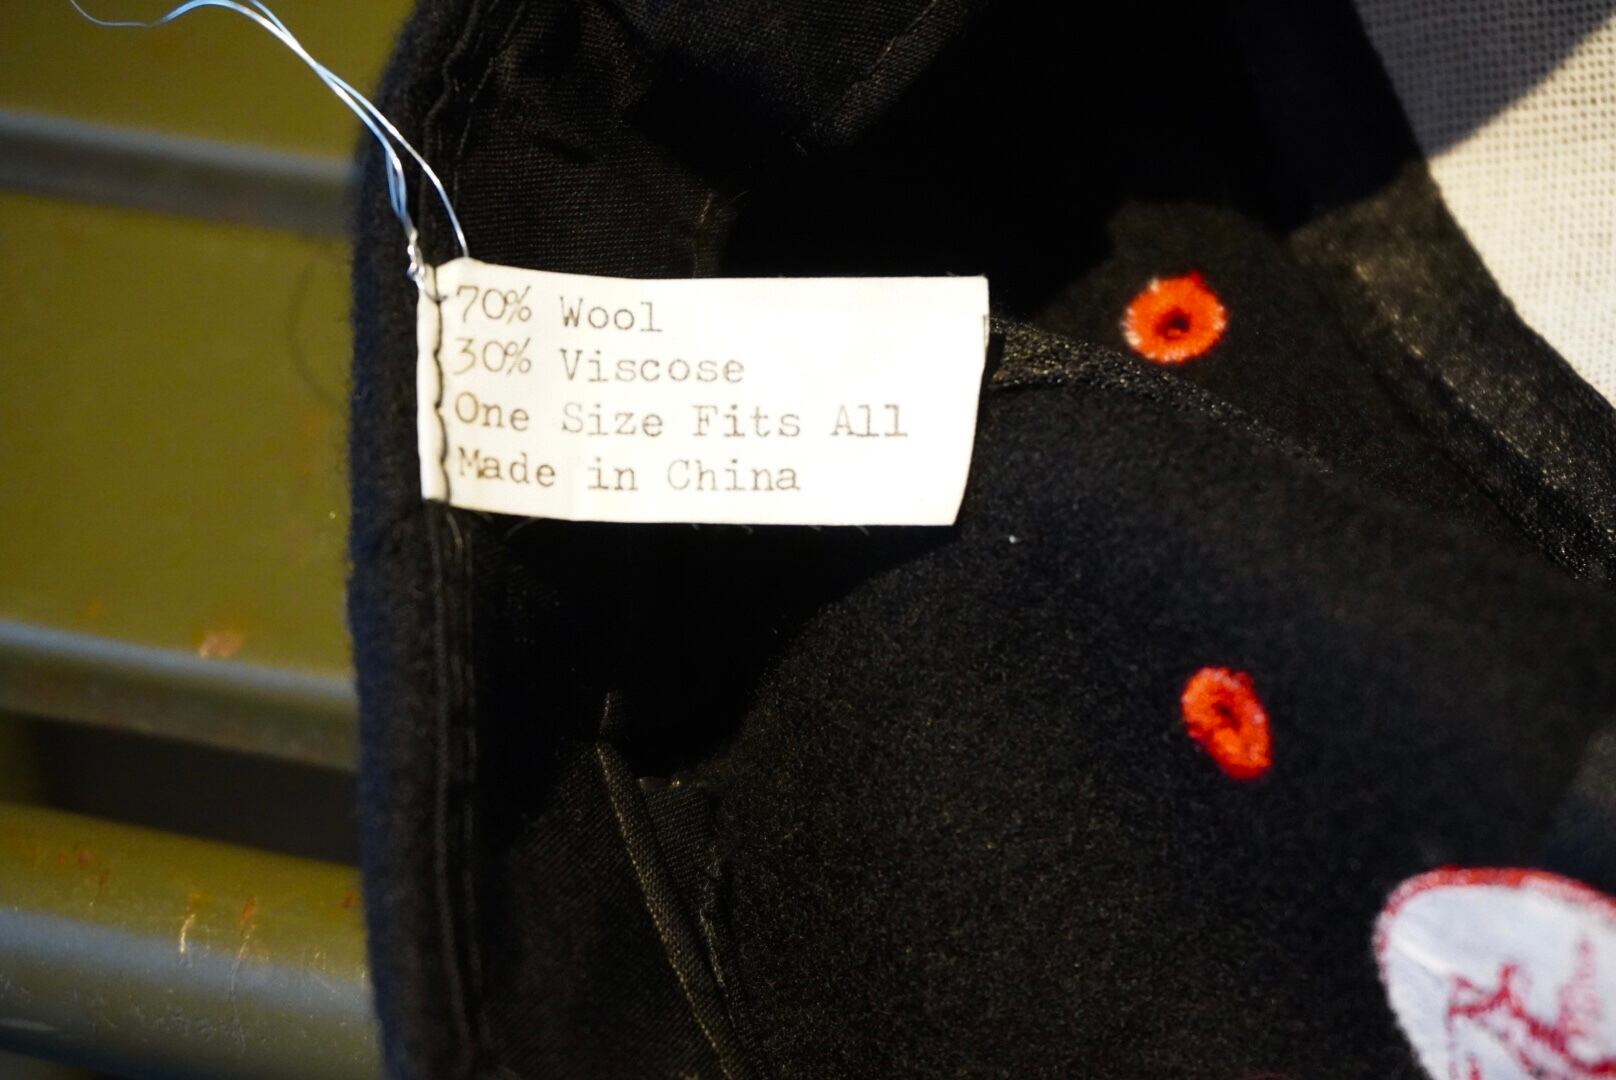 70% Wool
30% Viscose
One Size Fits All
Made in China